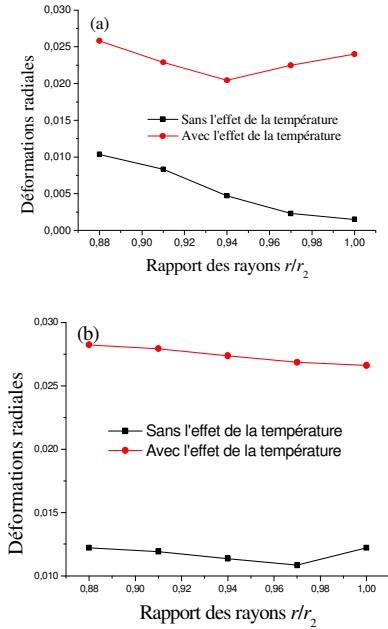 (a)
0,030
0,025
0,020
0,015
0,010
0,005
0,000
Déformations radiales
Sans l'effet de la température
Avec l'effet de la température
0,88 0,90 0,92 0,94 0,96 0,98 1,00
Rapport des rayons r/r2
(b)
0,030
0,025
0,020
0,015
0,010
Déformations radiales
Sans l'effet de la température
Avec l'effet de la température
0,88 0,90 0,92 0,94 0,96 0,98 1,00
Rapport des rayons r/r2